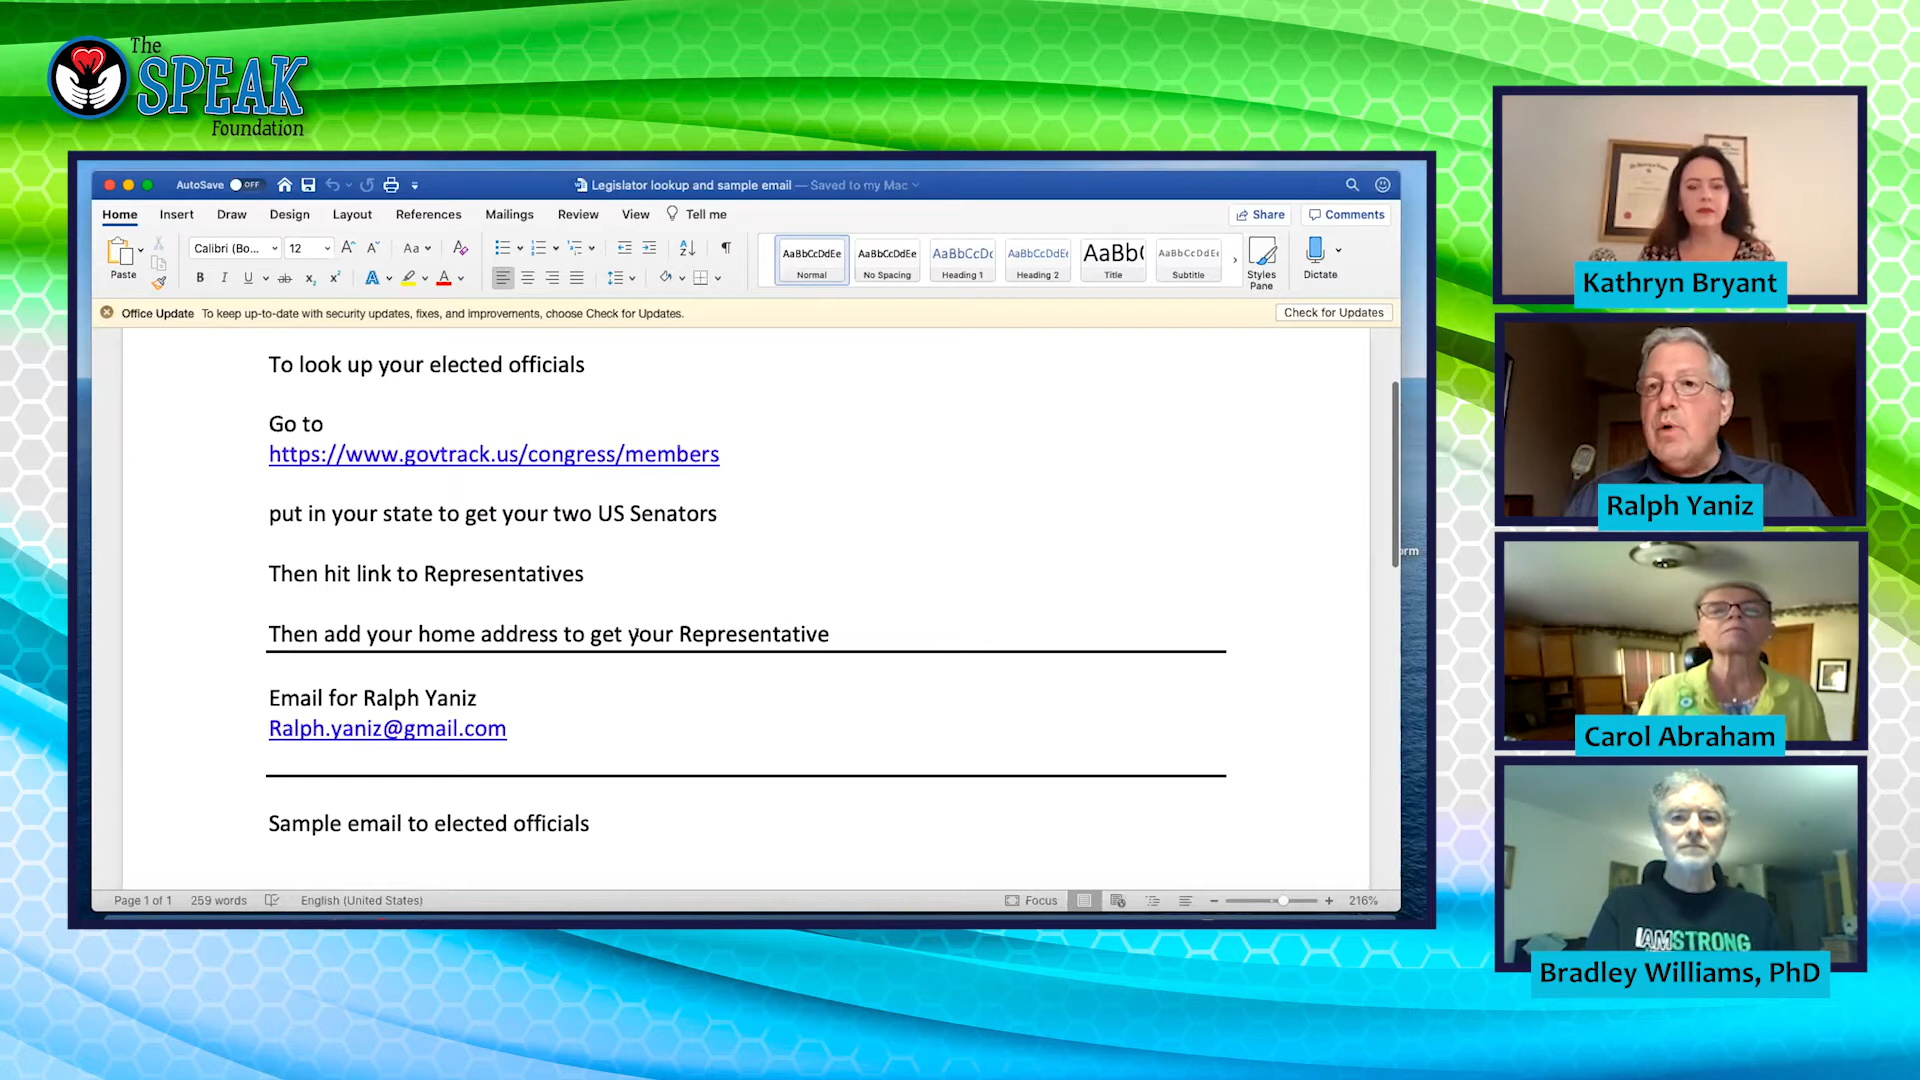 The
SPEAK
Foundation
AutoSave OFF
Legislator lookup and sample email — Saved to my Mac
Home Insert Draw Design Layout References Mailings Review View Tell me
Share Comments
Paste
Calibri (Bo... 12
AaBbCcDdEe AaBbCcDdEe AaBbCcDc AaBbCcDdEe AaBb( AaBbCcDdEe
Normal No Spacing Heading 1 Heading 2 Title Subtitle
Styles
Pane
Dictate
Office Update To keep up-to-date with security updates, fixes, and improvements, choose Check for Updates.
Check for Updates
To look up your elected officials
Go to
https://www.govtrack.us/congress/members
put in your state to get your two US Senators
Then hit link to Representatives
Then add your home address to get your Representative
Email for Ralph Yaniz
Ralph.yaniz@gmail.com
Sample email to elected officials
Page 1 of 1 259 words English (United States)
Focus 216%
orm
Kathryn Bryant
Ralph Yaniz
Carol Abraham
IAMSTRONG
Bradley Williams, PhD